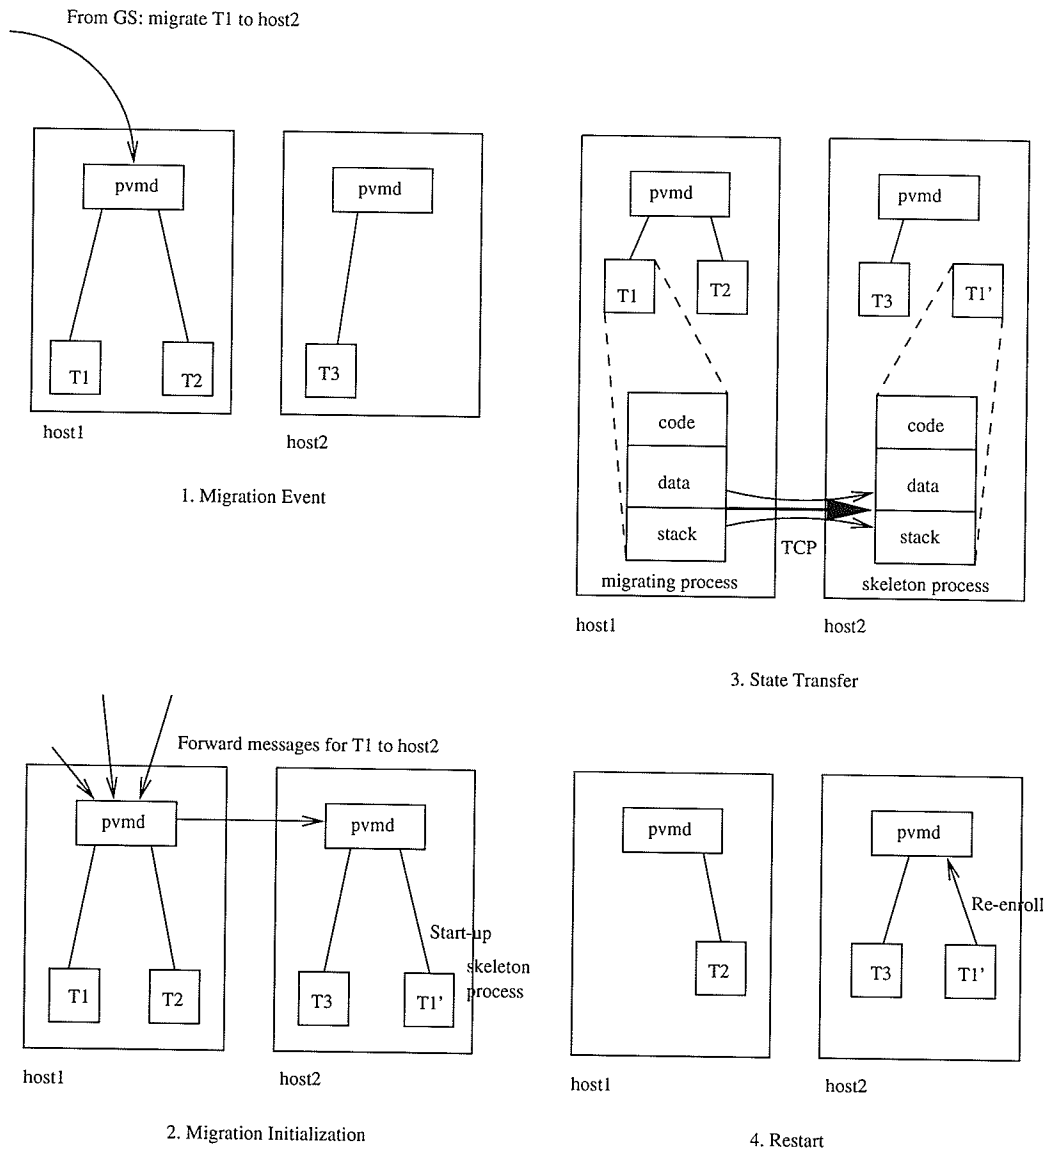 From GS: migrate T1 to host2
pvmd
pvmd
T1
T2
T3
host1
host2
1. Migration Event
pvmd
pvmd
T1
T2
T3
T1'
code
data
stack
code
data
stack
TCP
migrating process
skeleton process
host1
host2
3. State Transfer
Forward messages for T1 to host2
pvmd
pvmd
Start-up
skeleton
process
T1
T2
T3
T1'
host1
host2
2. Migration Initialization
pvmd
pvmd
Re-enroll
T2
T3
T1'
host1
host2
4. Restart